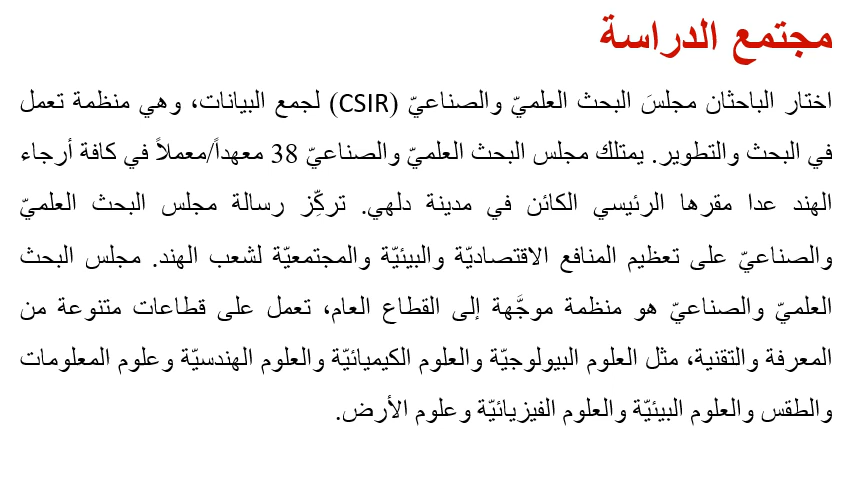 مجتمع الدراسة
اختار الباحثان مجلسَ البحث العلميّ والصناعيّ (CSIR) لجمع البيانات، وهي منظمة تعمل
في البحث والتطوير. يمتلك مجلس البحث العلميّ والصناعيّ 38 معهداً/معملاً في كافة أرجاء
الهند عدا مقرها الرئيسي الكائن في مدينة دلهي. تركِّز رسالة مجلس البحث العلميّ
والصناعيّ على تعظيم المنافع الاقتصاديّة والبيئيّة والمجتمعيّة لشعب الهند. مجلس البحث
العلميّ والصناعيّ هو منظمة موجَّهة إلى القطاع العام، تعمل على قطاعات متنوعة من
المعرفة والتقنية، مثل العلوم البيولوجيّة والعلوم الكيميائيّة والعلوم الهندسيّة وعلوم المعلومات
والطقس والعلوم البيئيّة والعلوم الفيزيائيّة وعلوم الأرض.